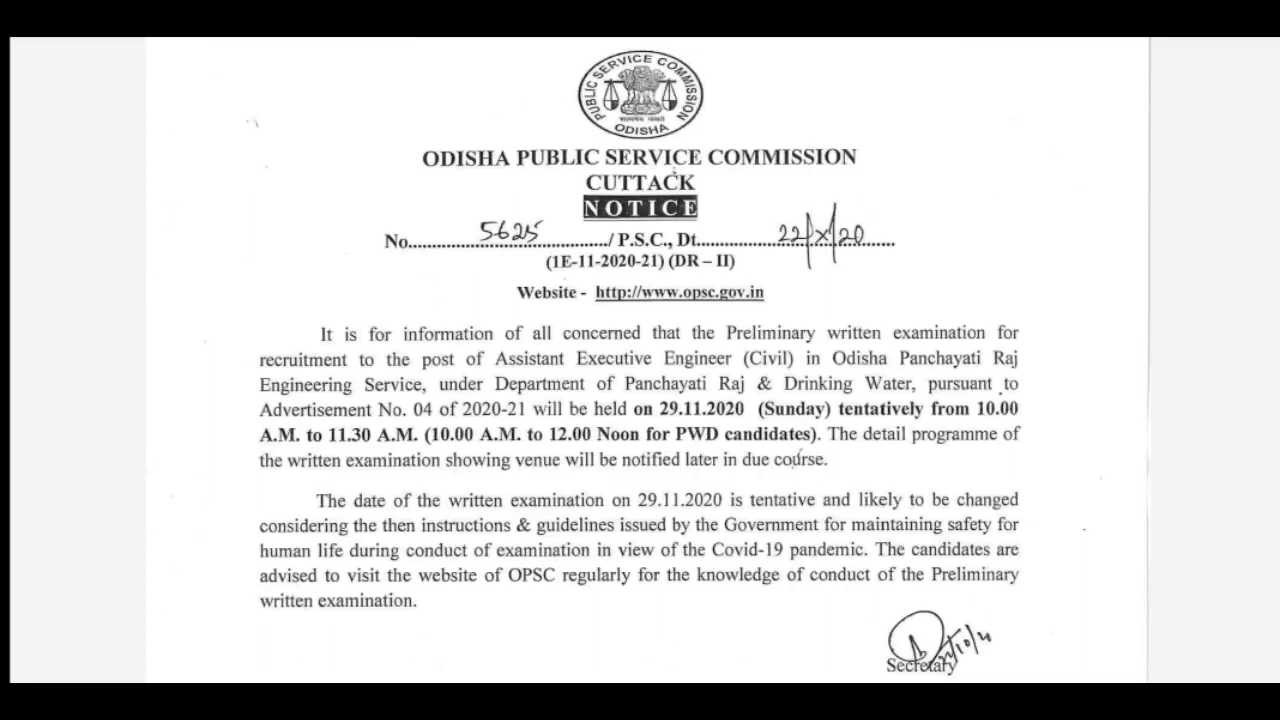 PUBLIC SERVICE COMMISSION
ODISHA
ODISHA PUBLIC SERVICE COMMISSION
CUTTACK
NOTICE
No. 5625 / P.S.C., Dt. 22/X/20
(1E-11-2020-21) (DR – II)
Website - http://www.opsc.gov.in
It is for information of all concerned that the Preliminary written examination for
recruitment to the post of Assistant Executive Engineer (Civil) in Odisha Panchayati Raj
Engineering Service, under Department of Panchayati Raj & Drinking Water, pursuant to
Advertisement No. 04 of 2020-21 will be held on 29.11.2020 (Sunday) tentatively from 10.00
A.M. to 11.30 A.M. (10.00 A.M. to 12.00 Noon for PWD candidates). The detail programme of
the written examination showing venue will be notified later in due course.
The date of the written examination on 29.11.2020 is tentative and likely to be changed
considering the then instructions & guidelines issued by the Government for maintaining safety for
human life during conduct of examination in view of the Covid-19 pandemic. The candidates are
advised to visit the website of OPSC regularly for the knowledge of conduct of the Preliminary
written examination.
Secretary